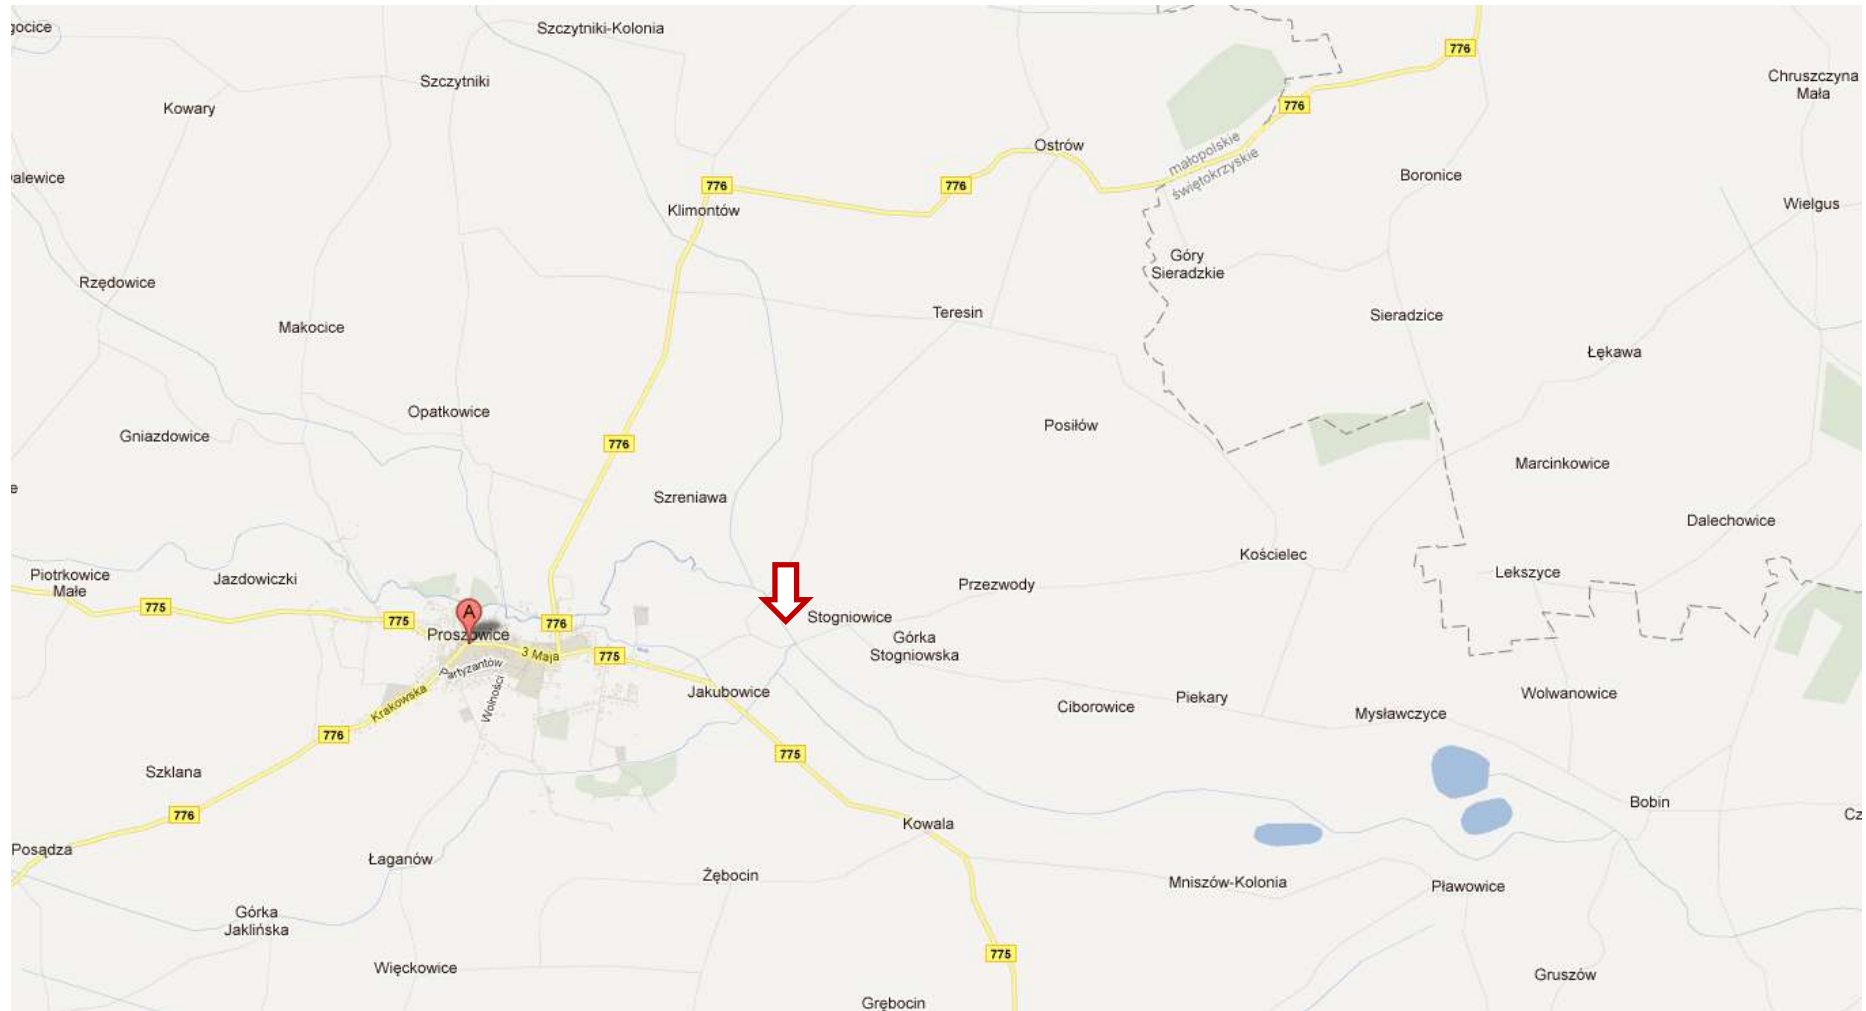 gocice
Szczytniki-Kolonia
776
Szczytniki
Chruszczyna
Mała
Kowary
776
Ostrów
małopolskie
świętokrzyskie
alewice
776
776
Boronice
Klimontów
Wielgus
Góry
Sieradzkie
Rzędowice
Teresin
Sieradzice
Makocice
Łękawa
Opatkowice
Posiłów
Gniazdowice
776
Marcinkowice
e
Szreniawa
Dalechowice
Kościelec
Piotrkowice
Małe
Jazdowiczki
Przezwody
Lekszyce
775
A
775
776
Stogniowice
Proszowice
Górka
Stogniowska
3 Maja
775
Partyzantów
Krakowska
Wolności
Jakubowice
Ciborowice
Piekary
Mysławczyce
Wolwanowice
776
775
Szklana
776
Bobin
Cz
Kowala
Posądza
Łaganów
Żębocin
Mniszów-Kolonia
Pławowice
Górka
Jaklińska
775
Więckowice
Gruszów
Grębocin